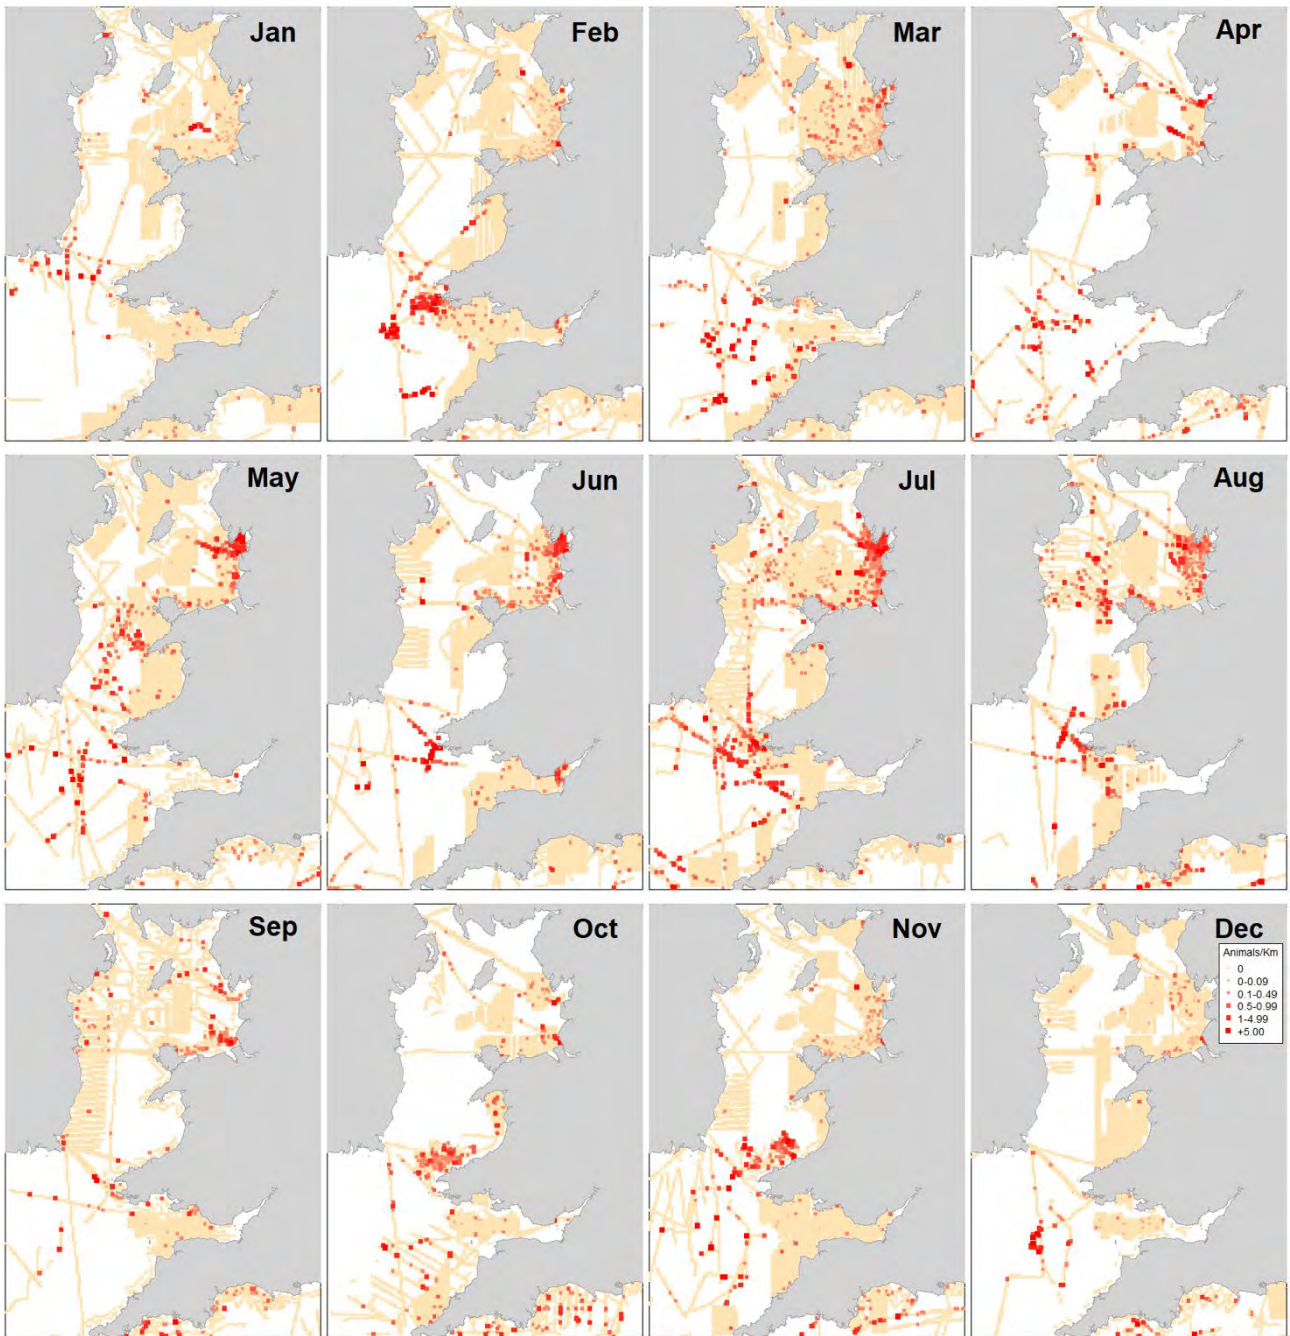 Jan
Feb
Mar
Apr
May
Jun
Jul
Aug
Sep
Oct
Nov
Dec
Animals/Km
0
0-0.09
0.1-0.49
0.5-0.99
1-4.99
+5.00